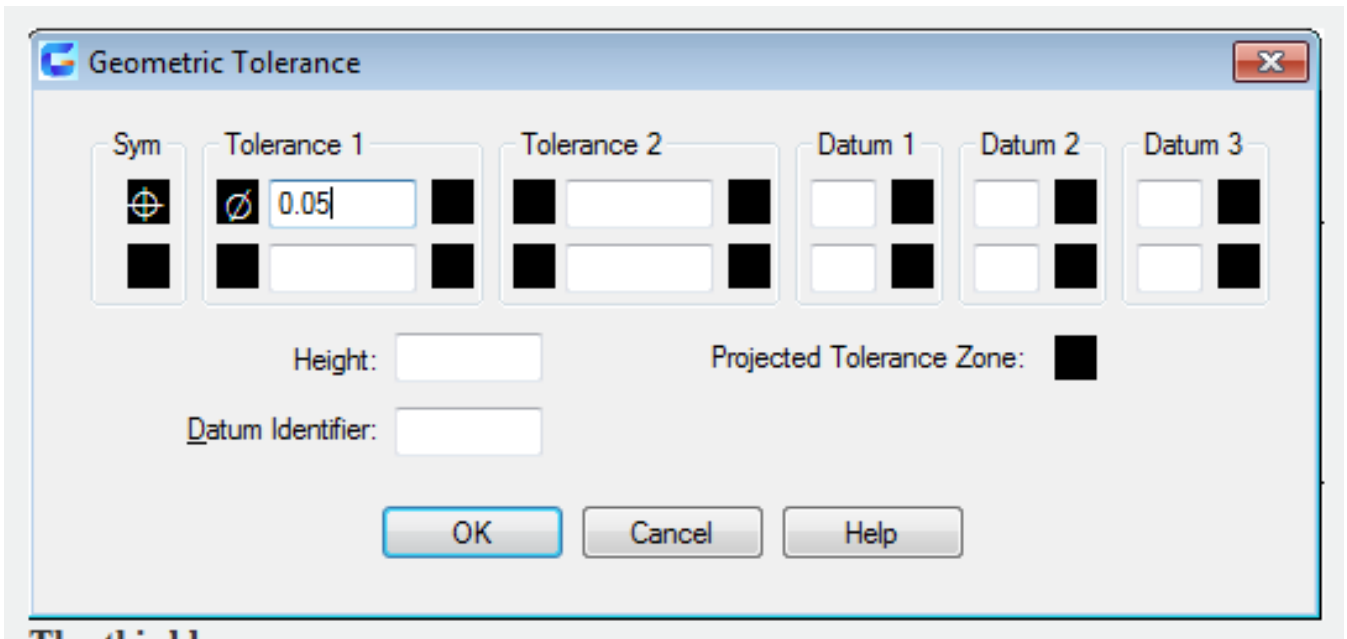 Geometric Tolerance
Sym Tolerance 1 Tolerance 2 Datum 1 Datum 2 Datum 3
⌖ Ø 0.05
Height: Projected Tolerance Zone:
Datum Identifier:
OK Cancel Help